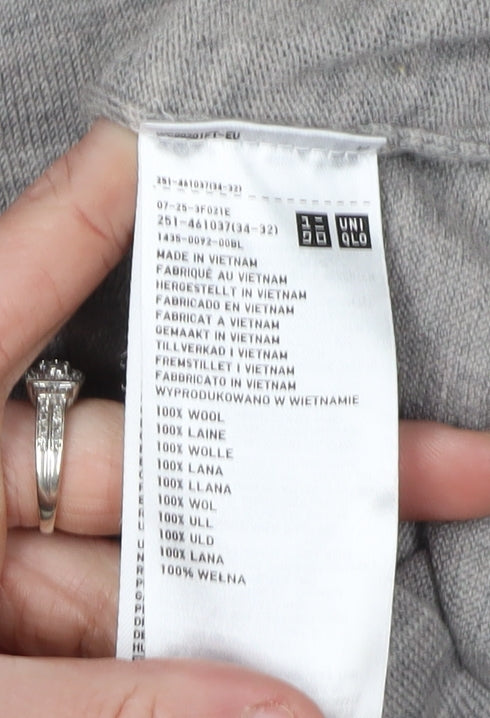 251-461037(34-32)
07-25-3F021E
251-461037(34-32)
1435-0092-00BL
UNI
QLO
MADE IN VIETNAM
FABRIQUÉ AU VIETNAM
HERGESTELLT IN VIETNAM
FABRICADO EN VIETNAM
FABRICAT A VIETNAM
GEMAAKT IN VIETNAM
TILLVERKAD I VIETNAM
FREMSTILLET I VIETNAM
FABBRICATO IN VIETNAM
WYPRODUKOWANO W WIETNAMIE
100% WOOL
100% LAINE
100% WOLLE
100% LANA
100% LLANA
100% WOL
100% ULL
100% ULD
100% LANA
100% WEŁNA